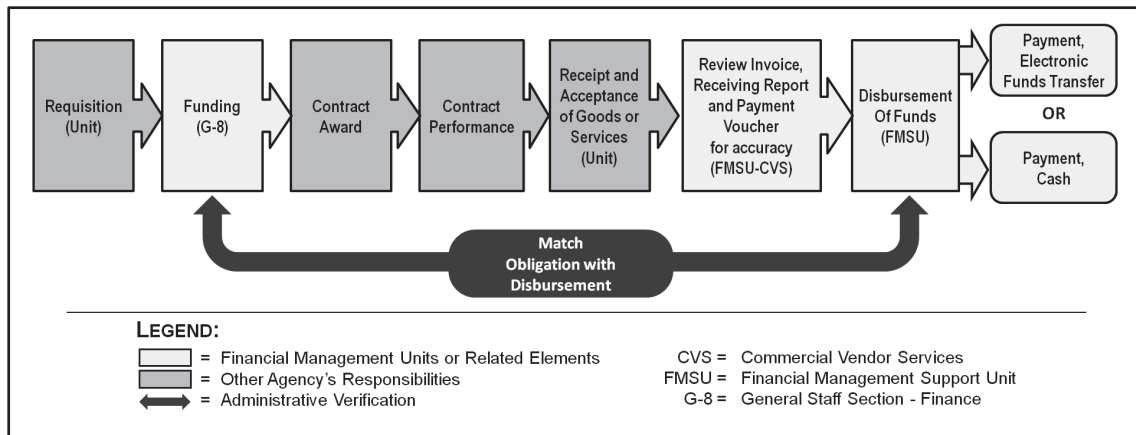 Requisition
(Unit)
Funding
(G-8)
Contract
Award
Contract
Performance
Receipt and
Acceptance
of Goods or
Services
(Unit)
Review Invoice,
Receiving Report
and Payment
Voucher
for accuracy
(FMSU-CVS)
Disbursement
Of Funds
(FMSU)
Payment,
Electronic
Funds Transfer
OR
Payment,
Cash
Match
Obligation with
Disbursement
LEGEND:
= Financial Management Units or Related Elements
= Other Agency's Responsibilities
= Administrative Verification
CVS = Commercial Vendor Services
FMSU = Financial Management Support Unit
G-8 = General Staff Section - Finance